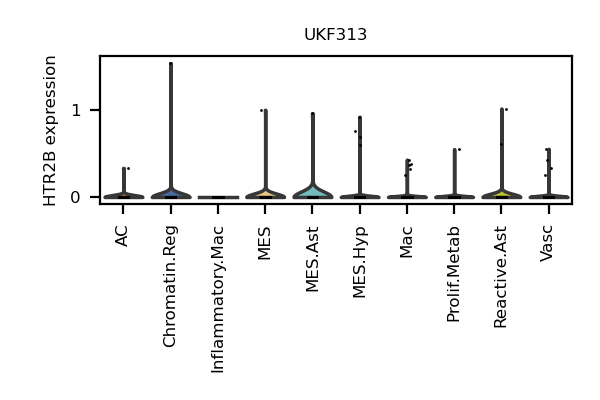 UKF313
HTR2B expression
1
0
AC
Chromatin.Reg
Inflammatory.Mac
MES
MES.Ast
MES.Hyp
Mac
Prolif.Metab
Reactive.Ast
Vasc